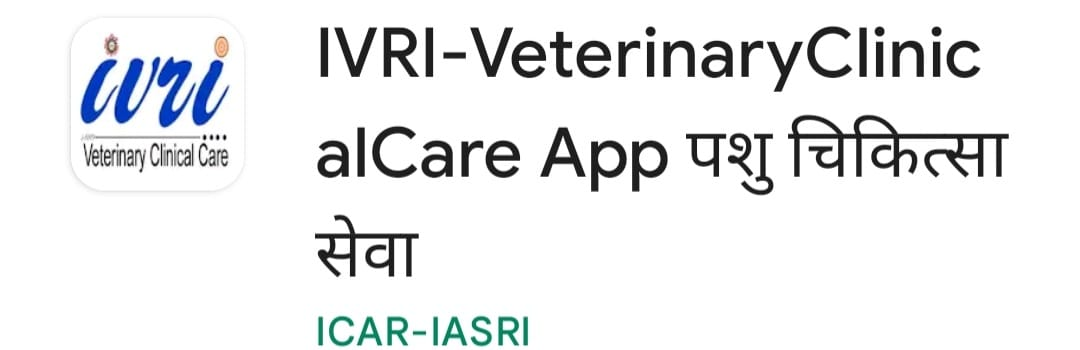 ivri
Veterinary Clinical Care
IVRI-VeterinaryClinic
alCare App पशु चिकित्सा
सेवा
ICAR-IASRI